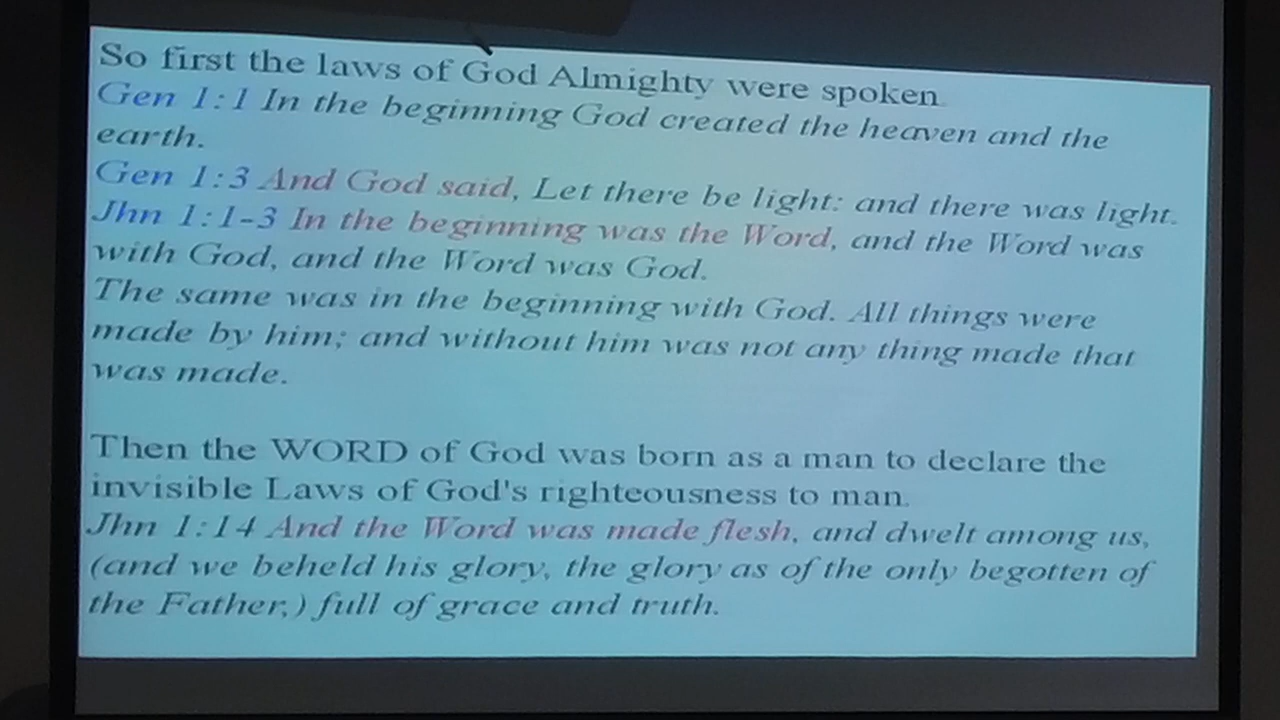 So first the laws of God Almighty were spoken.
Gen 1:1 In the beginning God created the heaven and the
earth.
Gen 1:3 And God said, Let there be light: and there was light.
Jhn 1:1-3 In the beginning was the Word, and the Word was
with God, and the Word was God.
The same was in the beginning with God. All things were
made by him; and without him was not any thing made that
was made.
Then the WORD of God was born as a man to declare the
invisible Laws of God's righteousness to man.
Jhn 1:14 And the Word was made flesh, and dwelt among us,
(and we beheld his glory, the glory as of the only begotten of
the Father,) full of grace and truth.